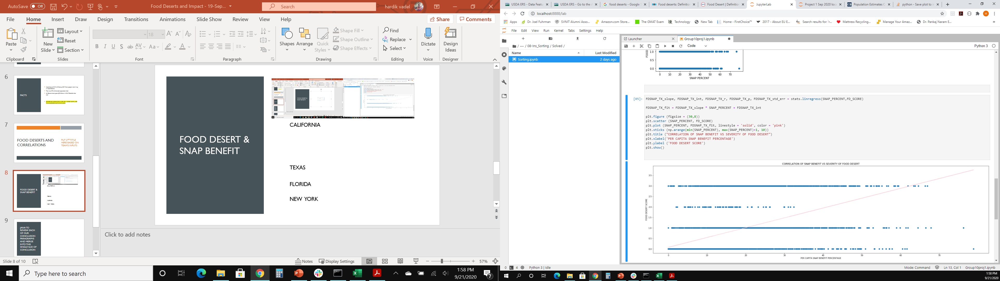 AutoSave Off Food Deserts and Impact - 19-Sep... Search hardik vadel
File Home Insert Draw Design Transitions Animations Slide Show Review View Help Share Comments
Paste
Clipboard
New Slide
Layout
Reset
Section
Slides
18
Font
Paragraph
Shapes Arrange Quick Styles
Shape Fill
Shape Outline
Shape Effects
Drawing
Find
Replace
Select
Editing
Dictate
Voice
Design Ideas
Designer
6
FACTS
7
FOOD DESERTS AND CORRELATIONS
PUT 2ND TITLE HERE BASED ON TEAM'S INPUTS
8
FOOD DESERT & SNAP BENEFIT
CALIFORNIA
TEXAS
FLORIDA
NEW YORK
9
JANA TO
REVIEW EACH
OF OUR
CONCLUSION
PARAGRAPHS
AND MERGE
INTO THIS
SINGLE SLID OF
CONCLUSION
FOOD DESERT &
SNAP BENEFIT
CALIFORNIA
TEXAS
FLORIDA
NEW YORK
Click to add notes
Slide 8 of 10 Notes Display Settings 57%
Type here to search
1:58 PM
9/21/2020
7
USDA ERS - Data Featu
USDA ERS - Go to the A
food deserts - Google
Food deserts: Definition
Food Desert | Definition
JupyterLab
Project 1 Sep 2020 loca
Population Estimates C
python - Save plot to i
localhost:8888/lab
Apps Dr. Joel Fuhrman SVNIT Alumni Asso... Amazon.com Store... The GMAT Exam Technology New Tab Home - FirstChoice™ 2017 - About EU E... Search results for: 'r... Mattress Recycling... Manage Your Amaz... Dr. Pankaj Naram E...
File Edit View Run Kernel Tabs Settings Help
/ ··· / 08-Ins_Sorting / Solved /
Name Last Modified
Sorting.ipynb 2 days ago
Launcher
Group10proj1.ipynb
Code Python 3
FOOD
1.0
0.5
0.0
0 10 20 30 40 50 60 70
SNAP PERCENT
[85]: FDSNAP_TX_slope, FDSNAP_TX_int, FDSNAP_TX_r, FDSNAP_TX_p, FDSNAP_TX_std_err = stats.linregress(SNAP_PERCENT,FD_SCORE)
FDSNAP_TX_fit = FDSNAP_TX_slope * SNAP_PERCENT + FDSNAP_TX_int
plt.figure (figsize = (30,8))
plt.scatter (SNAP_PERCENT, FD_SCORE)
plt.plot (SNAP_PERCENT, FDSNAP_TX_fit, linestyle = 'solid', color = 'pink')
plt.xticks (np.arange(min(SNAP_PERCENT), max(SNAP_PERCENT)+1, 10))
plt.title ("CORRELATION OF SNAP BENEFIT VS SEVERITY OF FOOD DESERT")
plt.xlabel('PER CAPITA SNAP BENEFIT PERCENTAGE')
plt.ylabel ('FOOD DESERT SCORE')
plt.show()
CORRELATION OF SNAP BENEFIT VS SEVERITY OF FOOD DESERT
FOOD DESERT SCORE
3.5
3.0
2.5
2.0
1.5
1.0
0.5
0.0
0 10 20 30 40 50 60 70
PER CAPITA SNAP BENEFIT PERCENTAGE
0 4 Python 3 | Idle Mode: Command Ln 13, Col 1 Group10proj1.ipynb
1:58 PM
9/21/2020